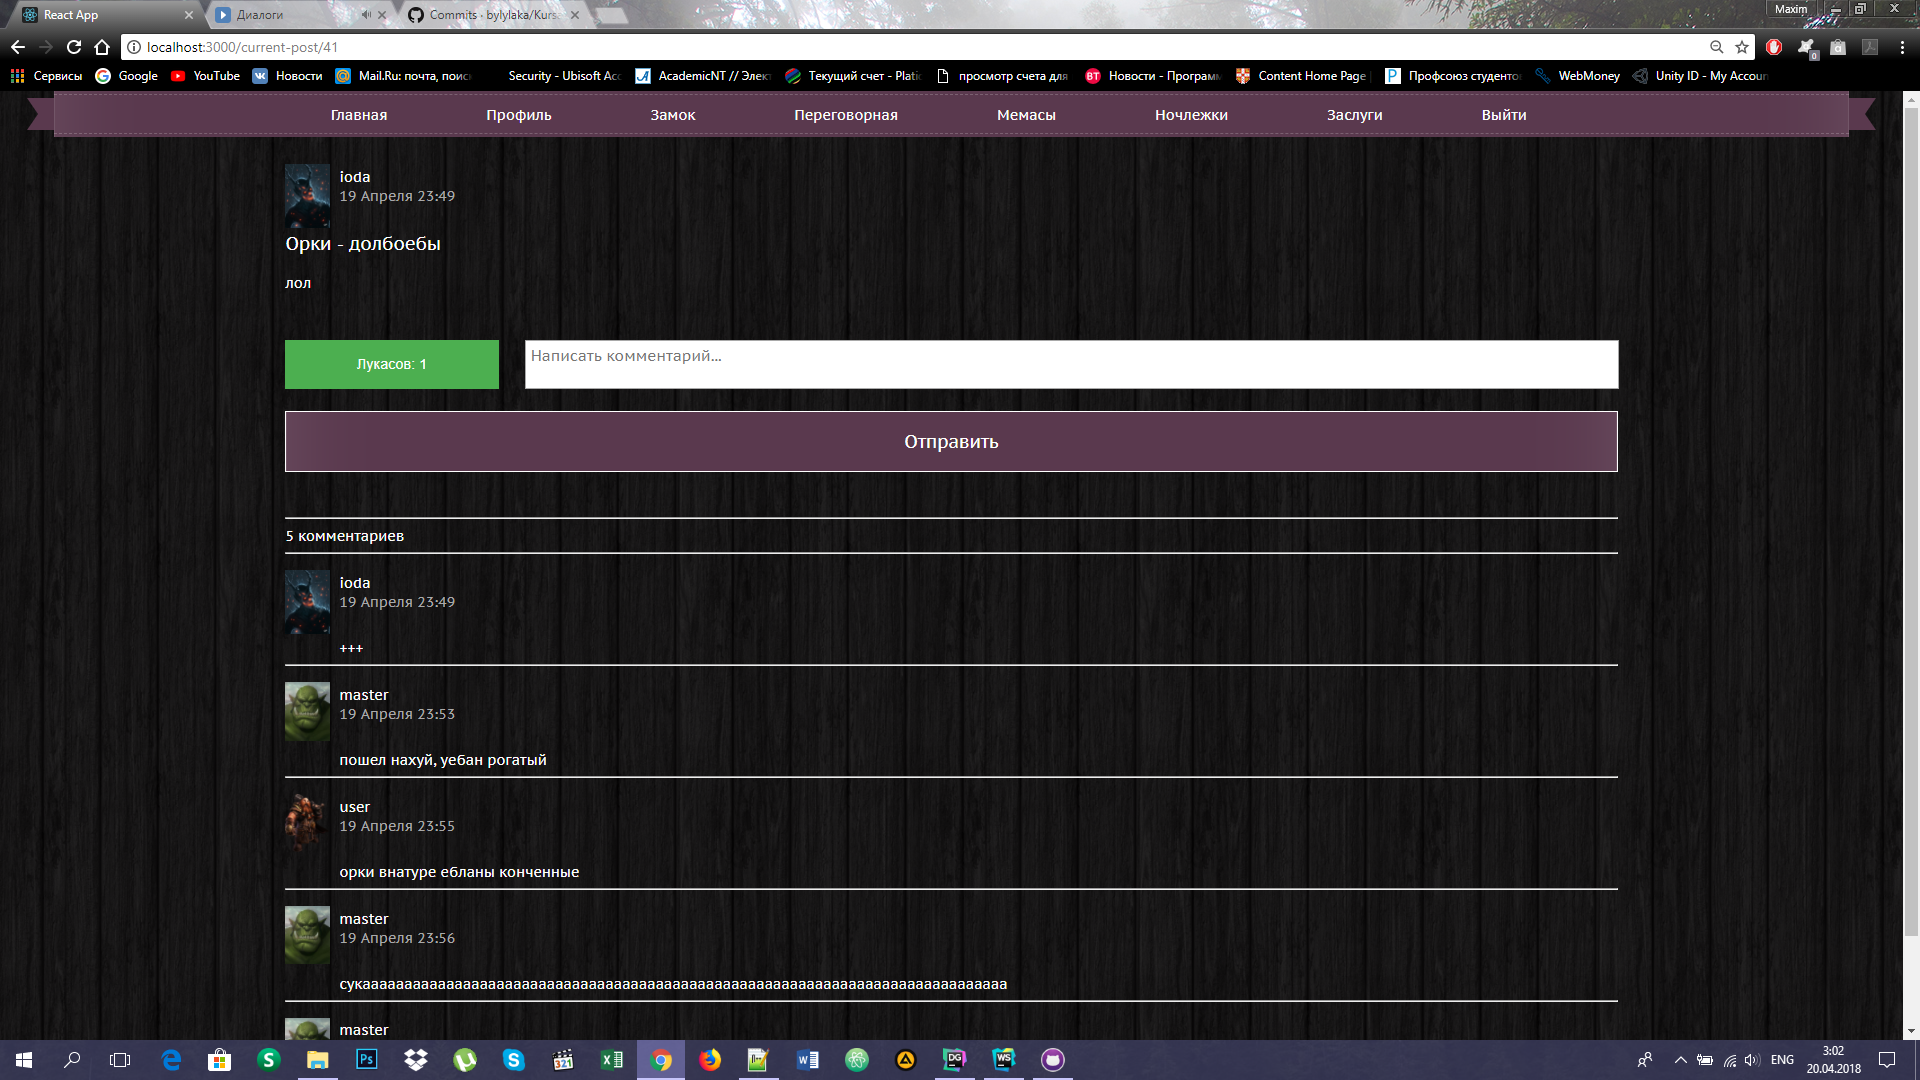 React App
Диалоги
Commits · bylylaka/Kurs
Maxim
localhost:3000/current-post/41
Сервисы
Google
YouTube
Новости
Mail.Ru: почта, поис
Security - Ubisoft Acc
AcademicNT // Элект
Текущий счет - Platio
просмотр счета для
Новости - Програм
Content Home Page
Профсоюз студенто
WebMoney
Unity ID - My Accoun
Главная
Профиль
Замок
Переговорная
Мемасы
Ночлежки
Заслуги
Выйти
ioda
19 Апреля 23:49
Орки - долбоебы
лол
Лукасов: 1
Написать комментарий...
Отправить
5 комментариев
ioda
19 Апреля 23:49
+++
master
19 Апреля 23:53
пошел нахуй, уебан рогатый
user
19 Апреля 23:55
орки внатуре ебланы конченные
master
19 Апреля 23:56
сукааааааааааааааааааааааааааааааааааааааааааааааааааааааааааааааааааааааааааааа
master
ENG
3:02
20.04.2018